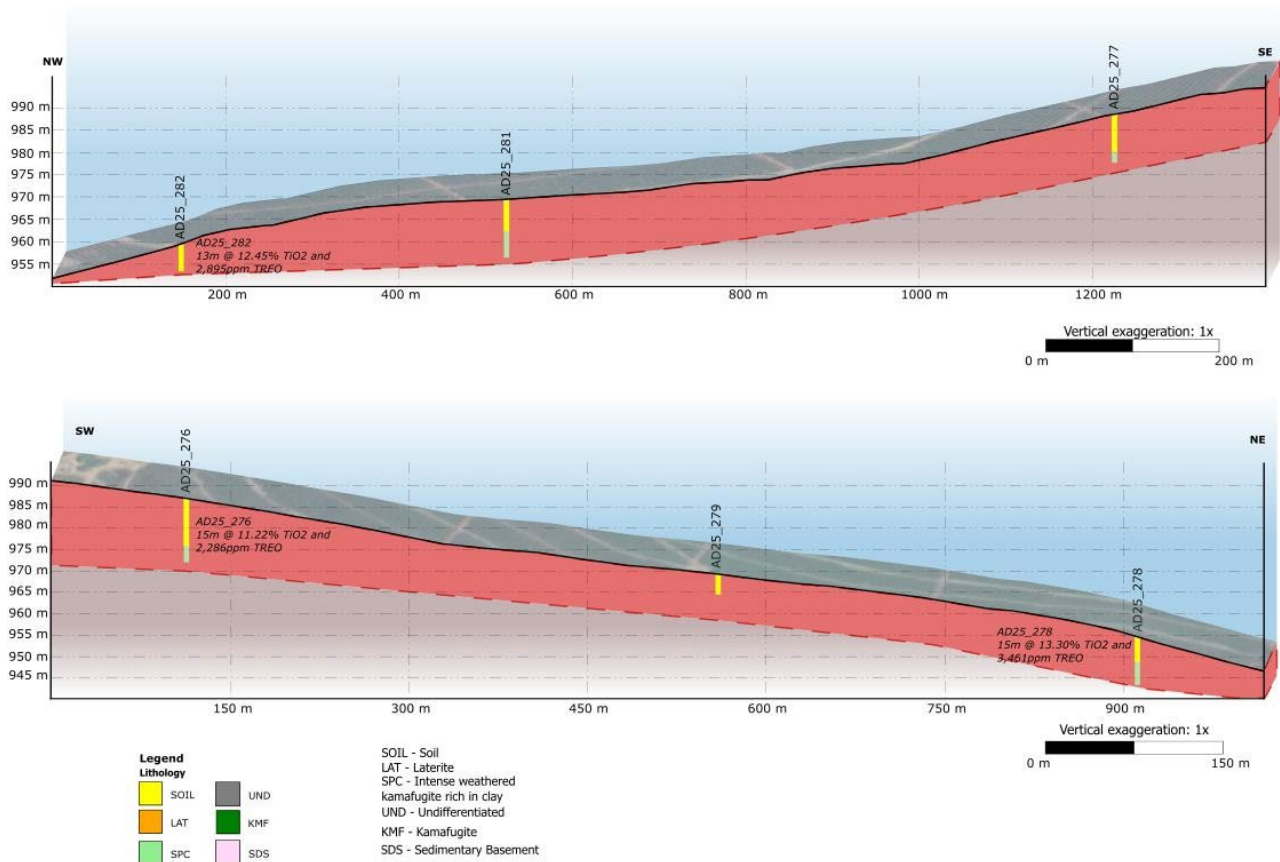 NW
SE
AD25_277
990 m
985 m
980 m
975 m
970 m
965 m
960 m
955 m
AD25_281
AD25_282
AD25_282
13m @ 12.45% TiO2 and
2,895ppm TREO
200 m
400 m
600 m
800 m
1000 m
1200 m
Vertical exaggeration: 1x
0 m
200 m
SW
NE
AD25_276
990 m
985 m
980 m
975 m
970 m
965 m
960 m
955 m
950 m
945 m
AD25_276
15m @ 11.22% TiO2 and
2,286ppm TREO
AD25_279
AD25_278
AD25_278
15m @ 13.30% TiO2 and
3,461ppm TREO
150 m
300 m
450 m
600 m
750 m
900 m
Vertical exaggeration: 1x
0 m
150 m
Legend
Lithology
SOIL
UND
LAT
KMF
SPC
SDS
SOIL - Soil
LAT - Laterite
SPC - Intense weathered
kamafugite rich in clay
UND - Undifferentiated
KMF - Kamafugite
SDS - Sedimentary Basement